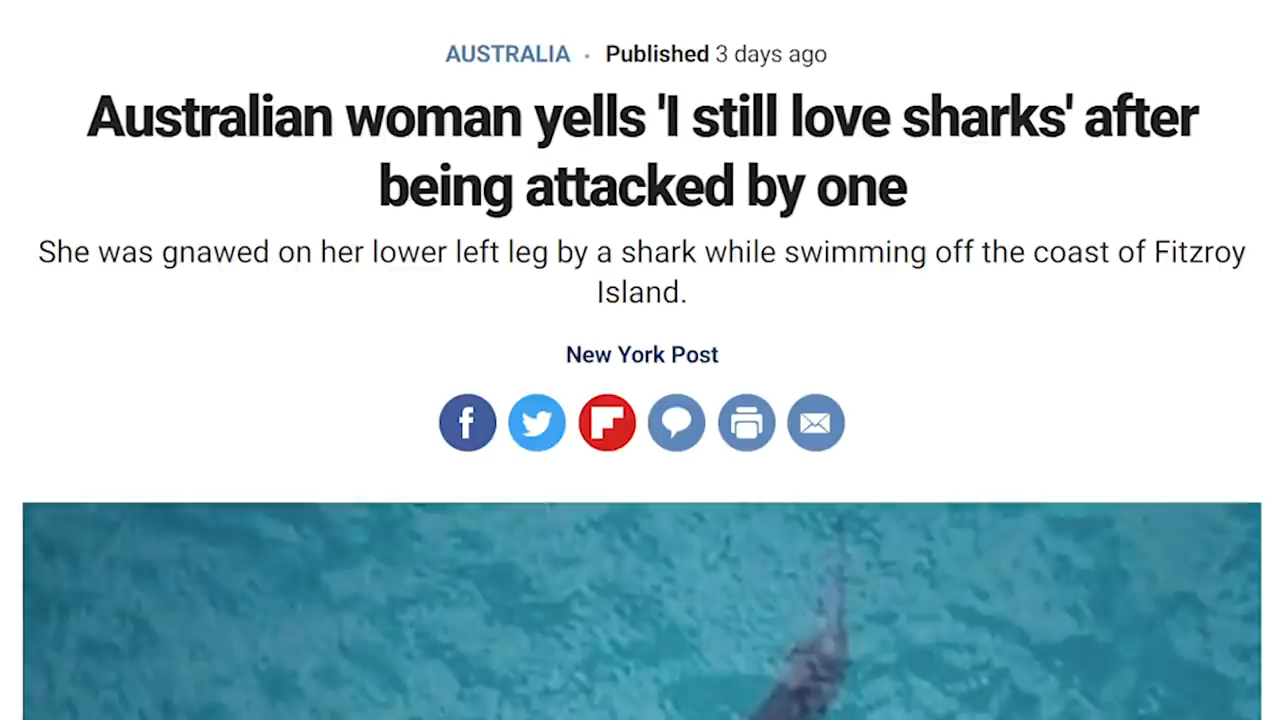 AUSTRALIA · Published 3 days ago
Australian woman yells 'I still love sharks' after
being attacked by one
She was gnawed on her lower left leg by a shark while swimming off the coast of Fitzroy
Island.
New York Post